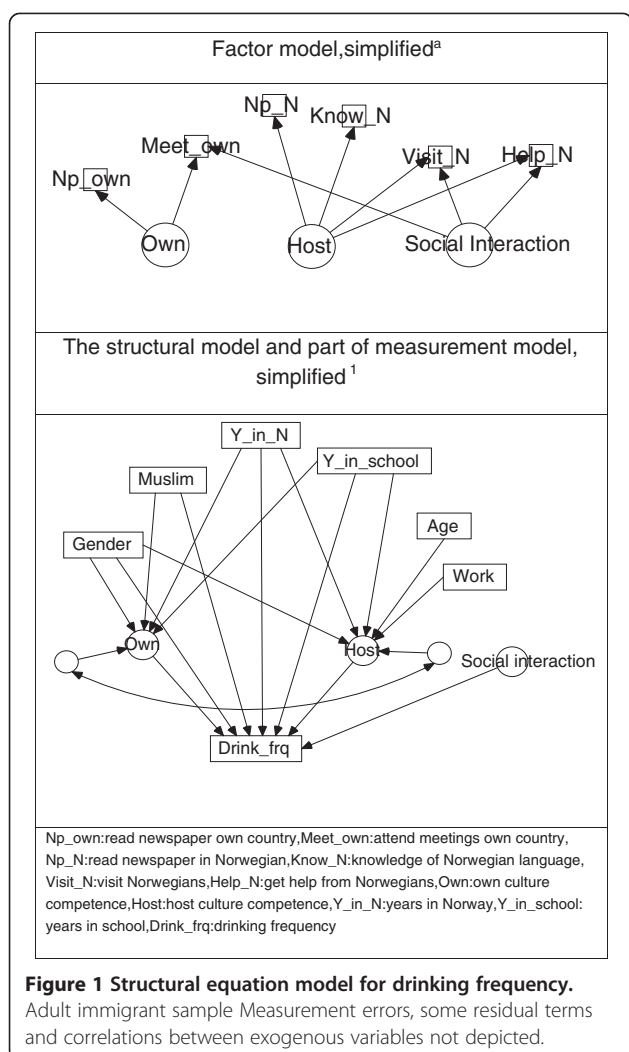 Factor model,simplifiedᵃ
Np_N
Know_N
Meet_own
Visit_N
Help_N
Np_own
Own
Host
Social Interaction
The structural model and part of measurement model,
simplified ¹
Y_in_N
Y_in_school
Muslim
Age
Gender
Work
Own
Host
Social interaction
Drink_frq
Np_own:read newspaper own country,Meet_own:attend meetings own country,
Np_N:read newspaper in Norwegian,Know_N:knowledge of Norwegian language,
Visit_N:visit Norwegians,Help_N:get help from Norwegians,Own:own culture
competence,Host:host culture competence,Y_in_N:years in Norway,Y_in_school:
years in school,Drink_frq:drinking frequency
Figure 1 Structural equation model for drinking frequency.
Adult immigrant sample Measurement errors, some residual terms
and correlations between exogenous variables not depicted.